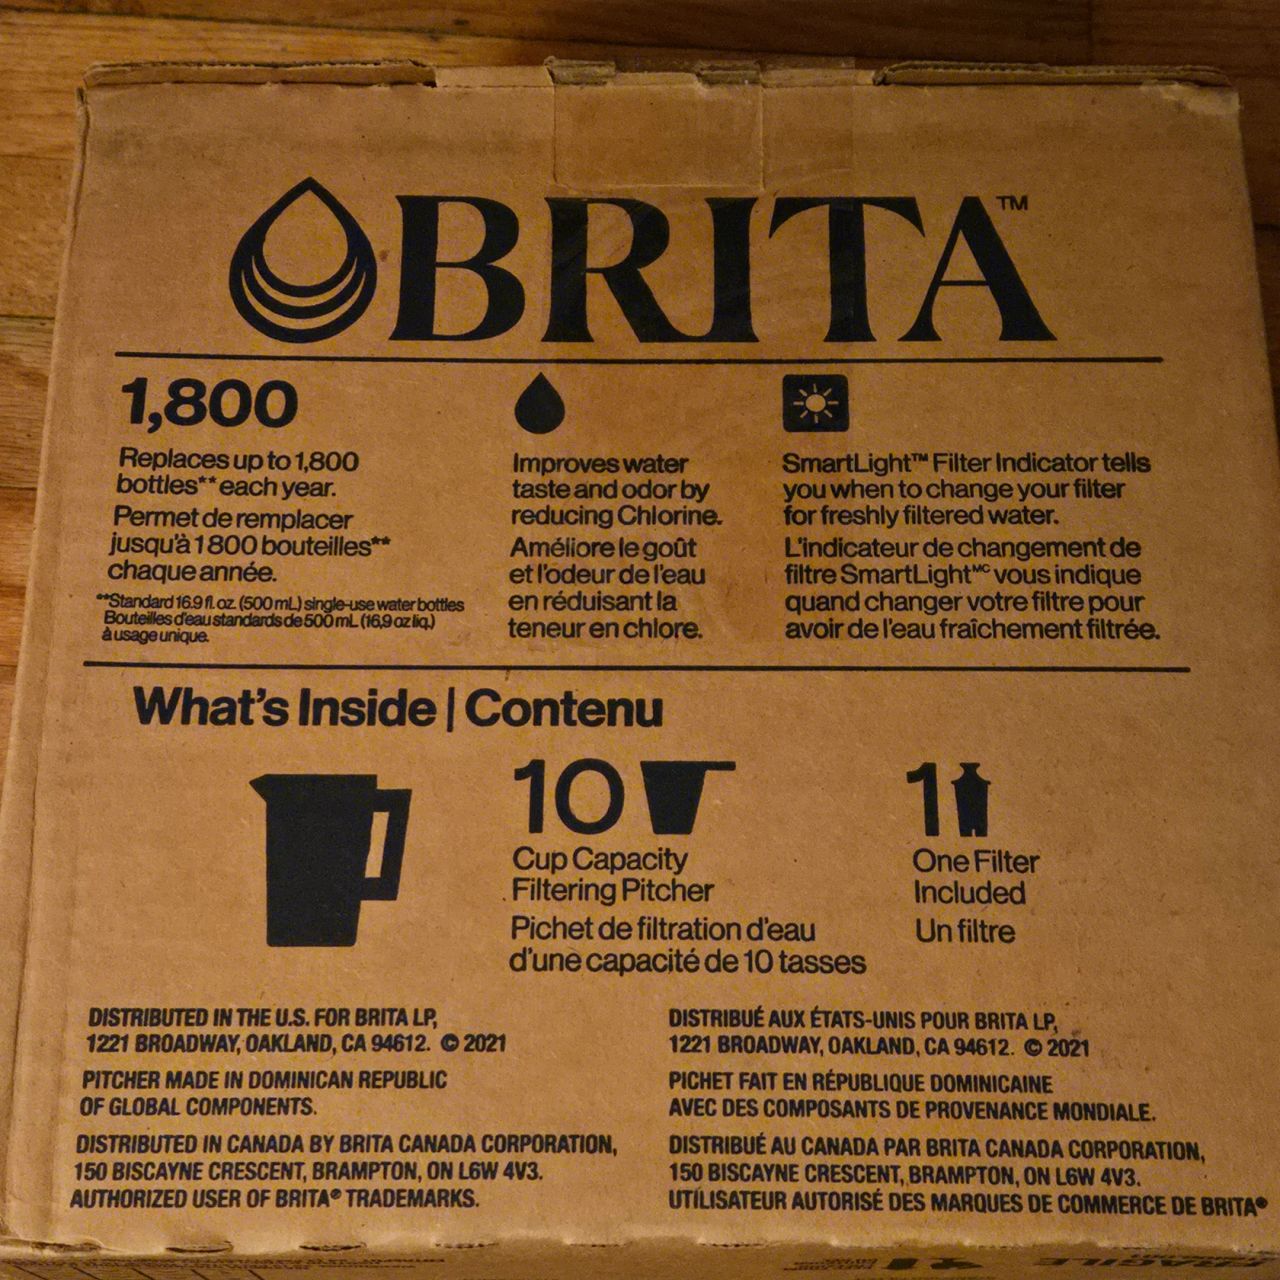 BRITA™
1,800
Replaces up to 1,800
bottles** each year.
Permet de remplacer
jusqu'à 1 800 bouteilles**
chaque année.
**Standard 16.9 fl. oz. (500 mL) single-use water bottles
Bouteilles d'eau standards de 500 mL (16,9 oz liq.)
à usage unique.
Improves water
taste and odor by
reducing Chlorine.
Améliore le goût
et l'odeur de l'eau
en réduisant la
teneur en chlore.
SmartLight™ Filter Indicator tells
you when to change your filter
for freshly filtered water.
L'indicateur de changement de
filtre SmartLight🅪 vous indique
quand changer votre filtre pour
avoir de l'eau fraîchement filtrée.
What's Inside | Contenu
10
Cup Capacity
Filtering Pitcher
Pichet de filtration d'eau
d'une capacité de 10 tasses
1
One Filter
Included
Un filtre
DISTRIBUTED IN THE U.S. FOR BRITA LP,
1221 BROADWAY, OAKLAND, CA 94612. © 2021
PITCHER MADE IN DOMINICAN REPUBLIC
OF GLOBAL COMPONENTS.
DISTRIBUTED IN CANADA BY BRITA CANADA CORPORATION,
150 BISCAYNE CRESCENT, BRAMPTON, ON L6W 4V3.
AUTHORIZED USER OF BRITA® TRADEMARKS.
DISTRIBUÉ AUX ÉTATS-UNIS POUR BRITA LP,
1221 BROADWAY, OAKLAND, CA 94612. © 2021
PICHET FAIT EN RÉPUBLIQUE DOMINICAINE
AVEC DES COMPOSANTS DE PROVENANCE MONDIALE.
DISTRIBUÉ AU CANADA PAR BRITA CANADA CORPORATION,
150 BISCAYNE CRESCENT, BRAMPTON, ON L6W 4V3.
UTILISATEUR AUTORISÉ DES MARQUES DE COMMERCE DE BRITA®
FRAGILE